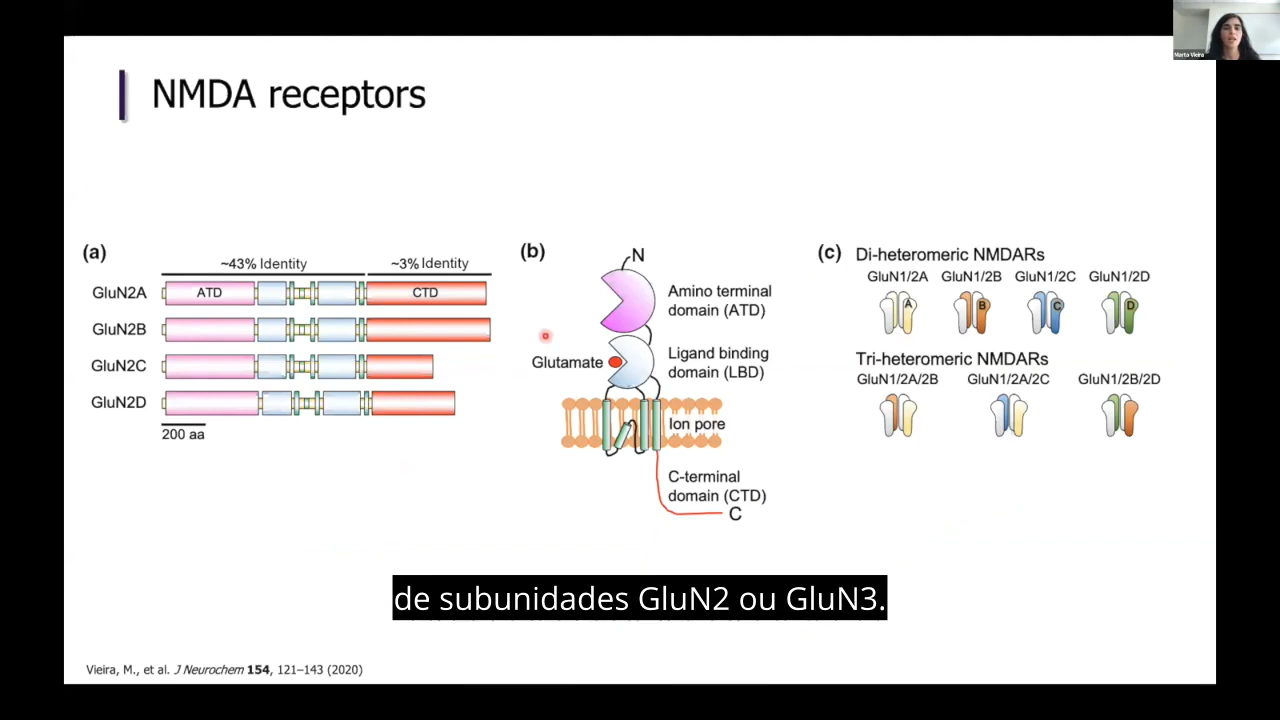 Marta Vieira
NMDA receptors
(a)
~43% Identity
~3% Identity
GluN2A
ATD
CTD
GluN2B
GluN2C
GluN2D
200 aa
(b)
N
Amino terminal
domain (ATD)
Glutamate
Ligand binding
domain (LBD)
Ion pore
C-terminal
domain (CTD)
C
(c)
Di-heteromeric NMDARs
GluN1/2A GluN1/2B GluN1/2C GluN1/2D
A B C D
Tri-heteromeric NMDARs
GluN1/2A/2B GluN1/2A/2C GluN1/2B/2D
de subunidades GluN2 ou GluN3.
Vieira, M., et al. J Neurochem 154, 121–143 (2020)